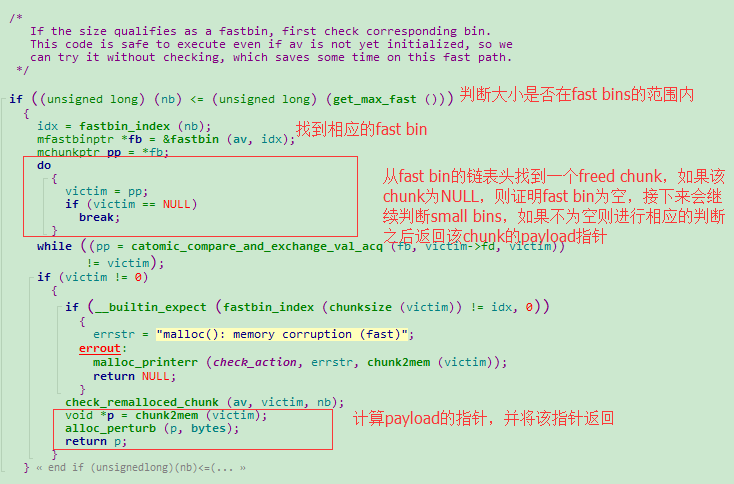 /*
If the size qualifies as a fastbin, first check corresponding bin.
This code is safe to execute even if av is not yet initialized, so we
can try it without checking, which saves some time on this fast path.
*/
if ((unsigned long) (nb) <= (unsigned long) (get_max_fast ()))
判断大小是否在fast bins的范围内
{
idx = fastbin_index (nb);
找到相应的fast bin
mfastbinptr *fb = &fastbin (av, idx);
mchunkptr pp = *fb;
do
{
victim = pp;
if (victim == NULL)
break;
}
从fast bin的链表头找到一个freed chunk，如果该
chunk为NULL，则证明fast bin为空，接下来会继
续判断small bins，如果不为空则进行相应的判断
之后返回该chunk的payload指针
while ((pp = catomic_compare_and_exchange_val_acq (fb, victim->fd, victim))
!= victim);
if (victim != 0)
{
if (__builtin_expect (fastbin_index (chunksize (victim)) != idx, 0))
{
errstr = "malloc(): memory corruption (fast)";
errout:
malloc_printerr (check_action, errstr, chunk2mem (victim));
return NULL;
}
check_remalloced_chunk (av, victim, nb);
void *p = chunk2mem (victim);
alloc_perturb (p, bytes);
return p;
计算payload的指针，并将该指针返回
}
} « end if (unsignedlong)(nb)<=(... »